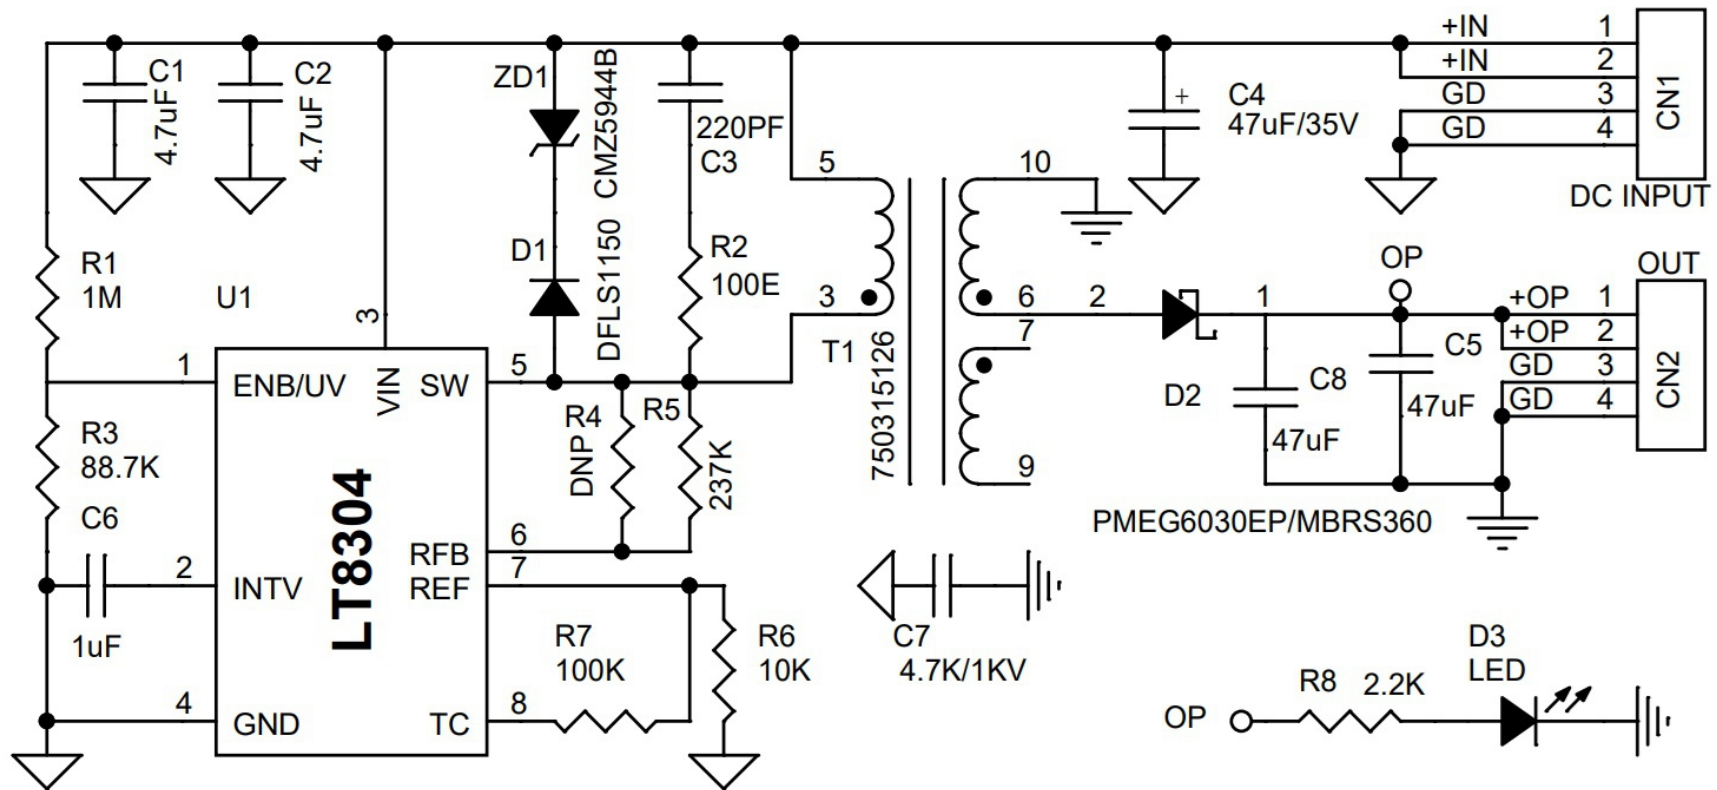 +IN 1
+IN 2
GD 3
GD 4
CN1
DC INPUT
C1
4.7uF
C2
4.7uF
ZD1
CMZ5944B
220PF
C3
+
C4
47uF/35V
5
10
D1
DFLS1150
R2
100E
R1
1M
U1
3
3
6
7
T1
750315126
2
1
OP
OUT
+OP 1
+OP 2
GD 3
GD 4
CN2
1
ENB/UV
VIN
SW
5
R4
DNP
R5
237K
D2
C8
47uF
C5
47uF
9
PMEG6030EP/MBRS360
R3
88.7K
C6
1uF
2
INTV
LT8304
RFB
6
REF
7
R7
100K
R6
10K
C7
4.7K/1KV
4
GND
TC
8
OP
R8
2.2K
D3
LED